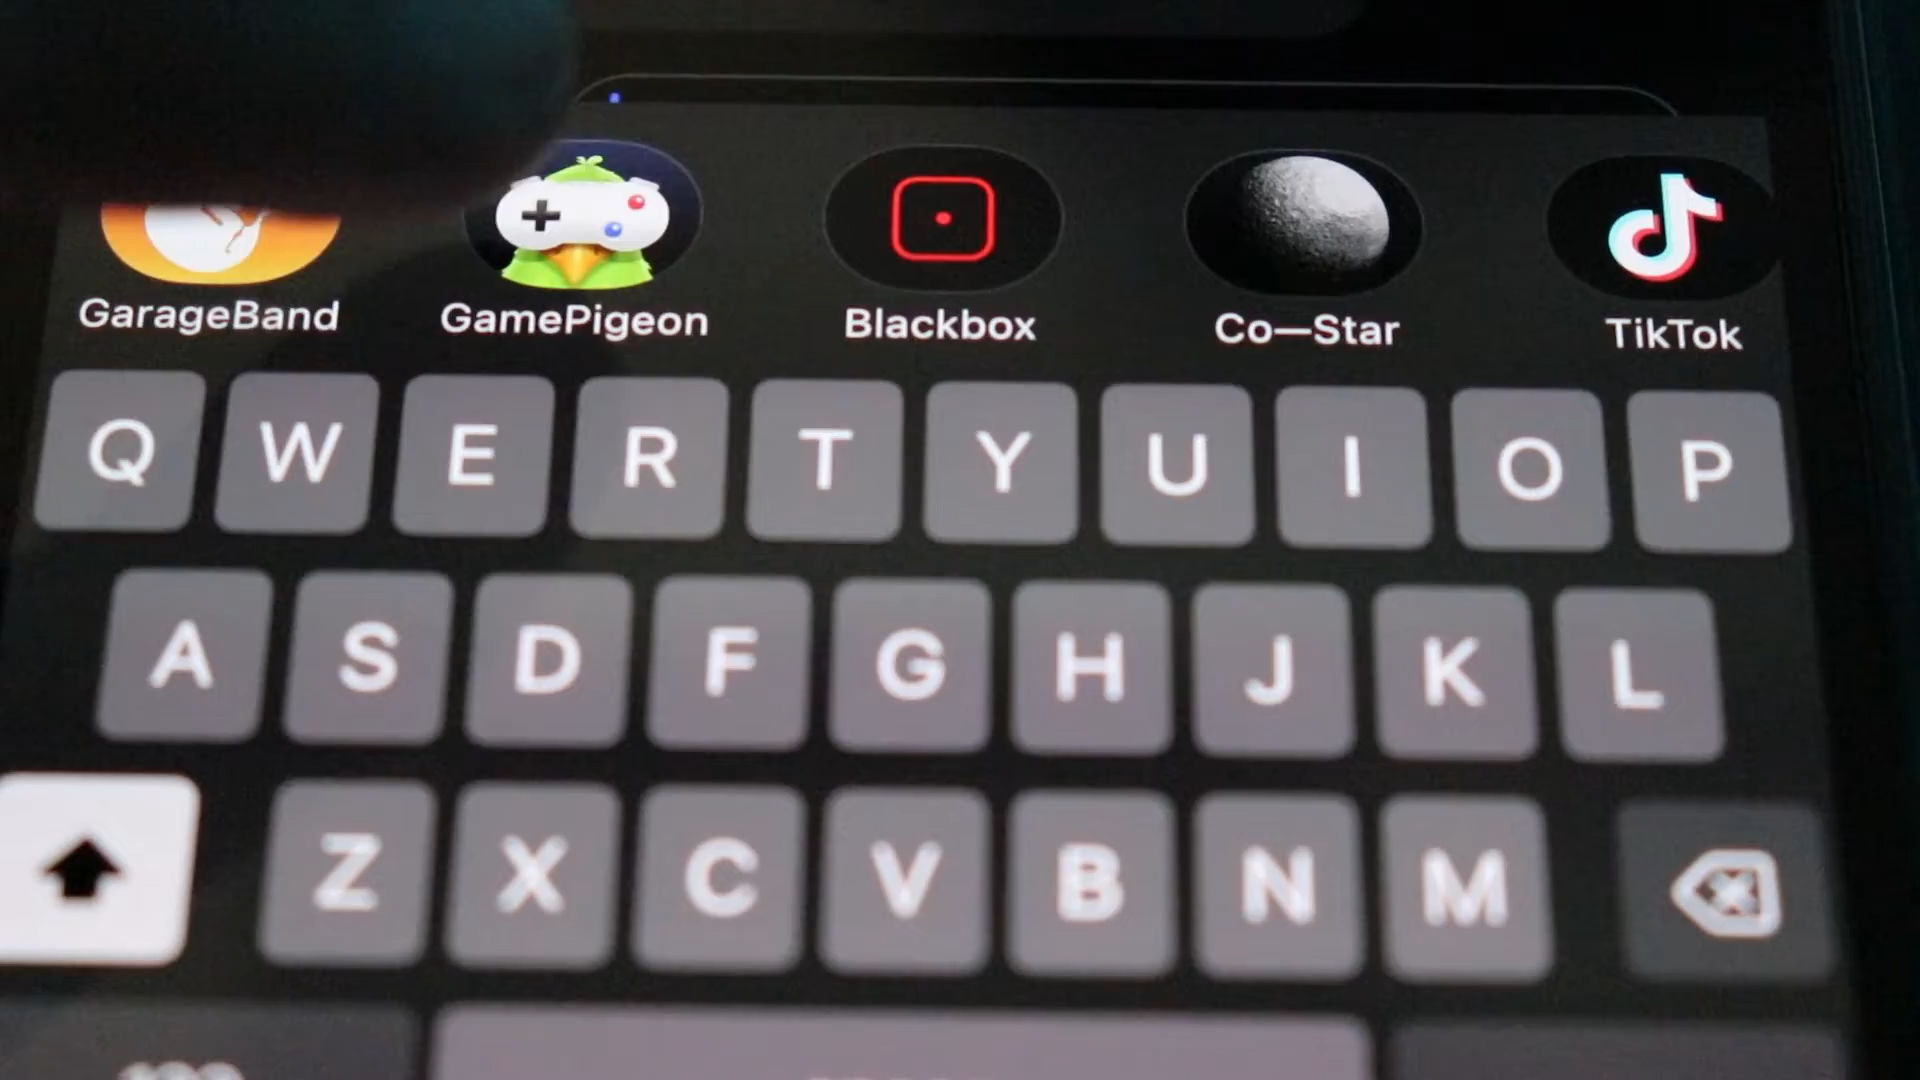 GarageBand GamePigeon Blackbox Co—Star TikTok
Q W E R T Y U I O P
A S D F G H J K L
Z X C V B N M